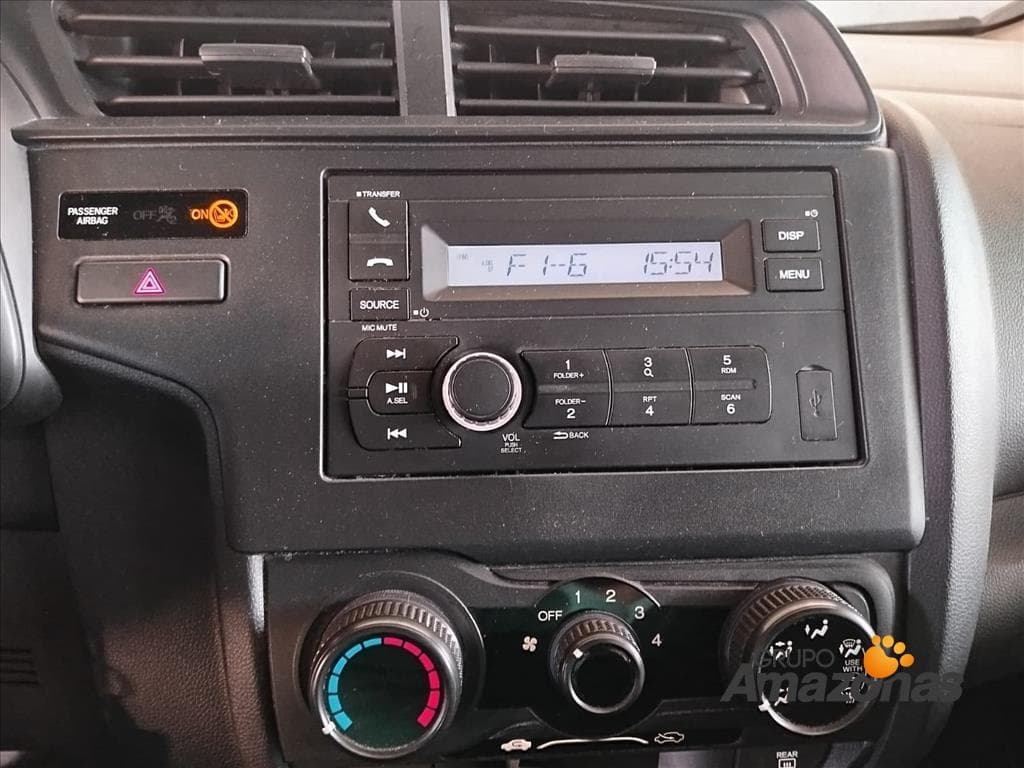 TRANSFER
PASSENGER
AIRBAG
OFF
ON
DISP
F 1--6 15:54
MENU
SOURCE
MIC MUTE
A.SEL
1
FOLDER+
3
5
RDM
FOLDER-
2
RPT
4
SCAN
6
VOL
PUSH
SELECT
BACK
OFF 1 2 3 4
USE
WITH
REAR
GRUPO
Amazonas